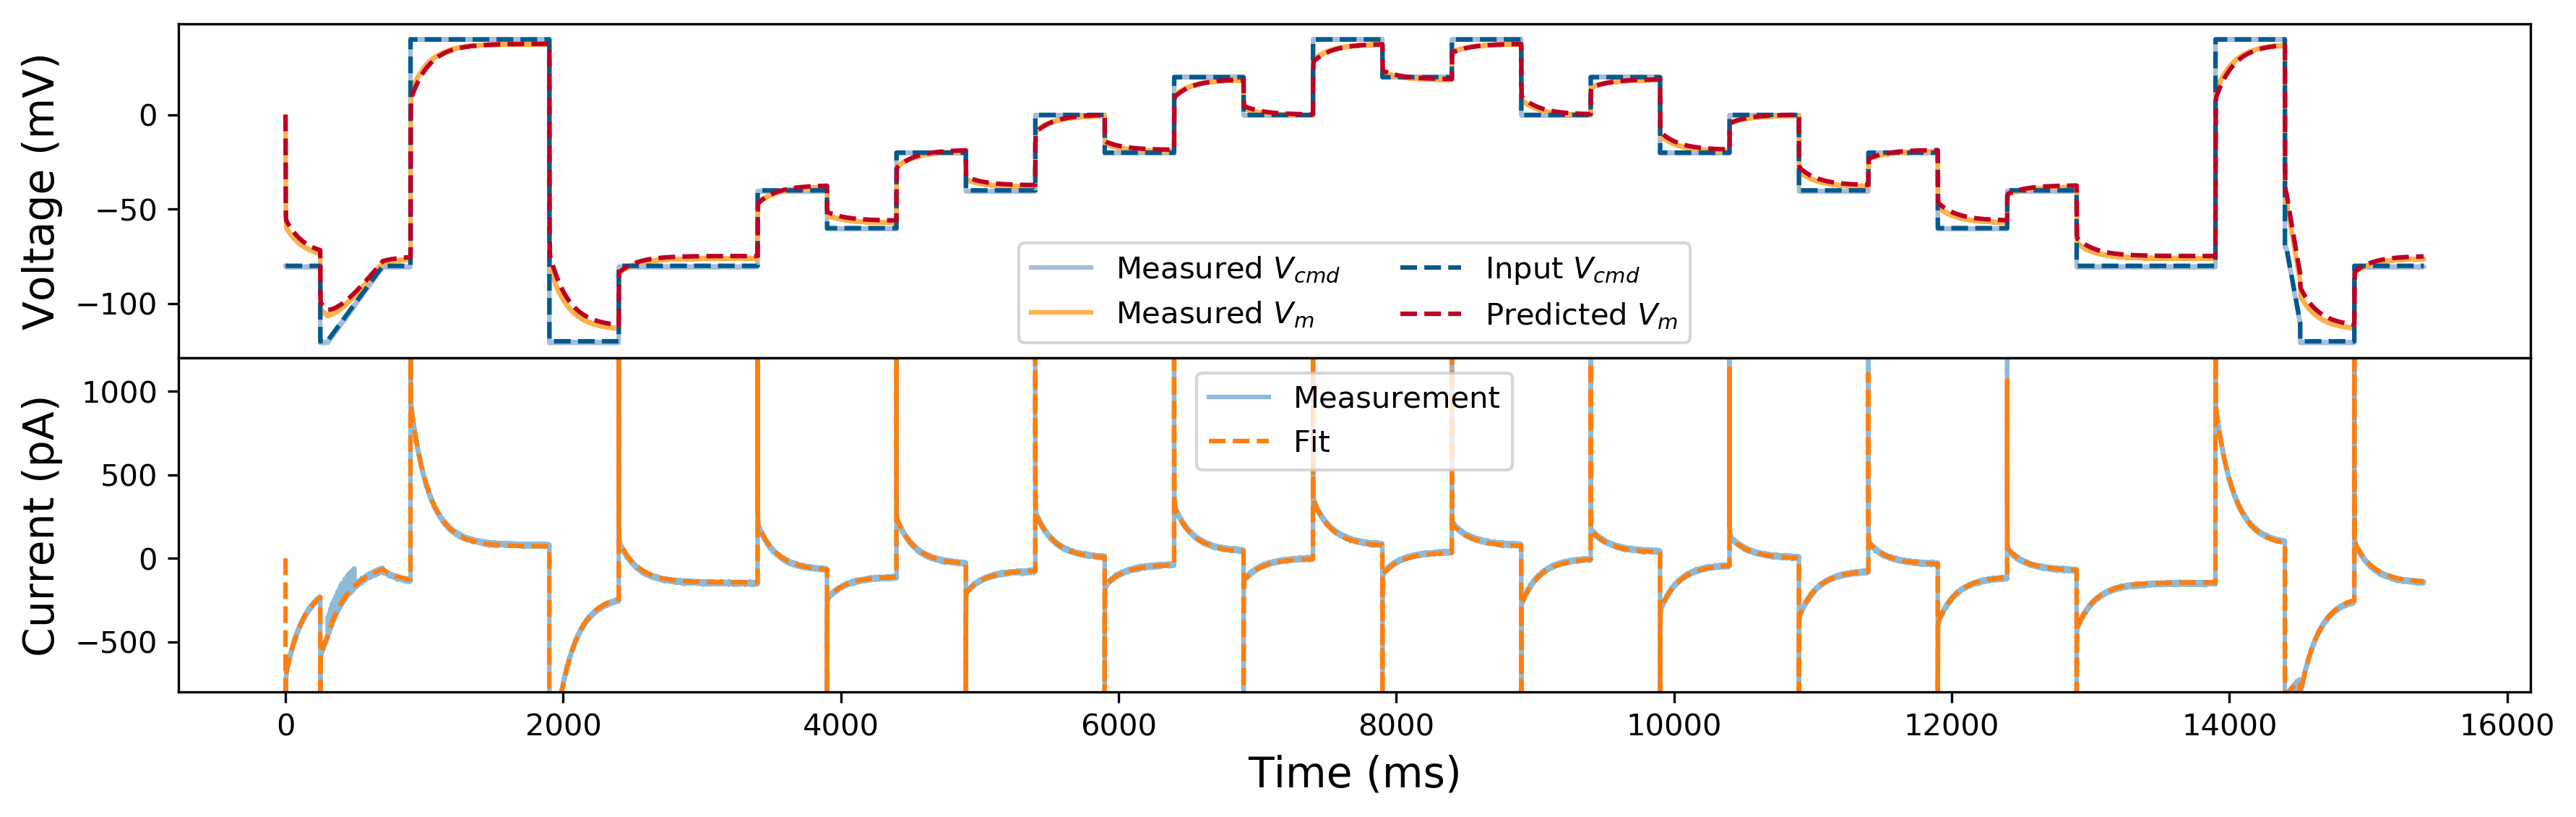 Voltage (mV)
0
−50
−100
Measured V_cmd
Measured V_m
Input V_cmd
Predicted V_m
Current (pA)
1000
500
0
−500
Measurement
Fit
0 2000 4000 6000 8000 10000 12000 14000 16000
Time (ms)